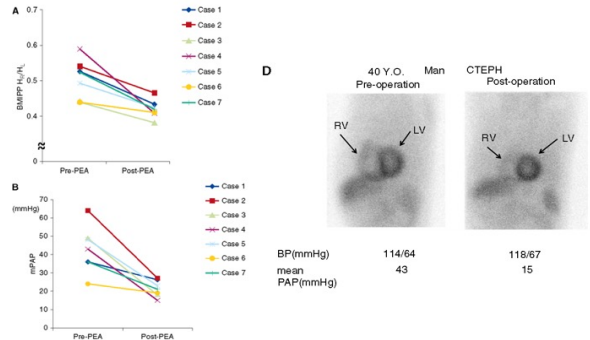 A
0.7
0.6
0.5
0.4
0
BMIPP
Pre-PEA
Post-PEA
Case 1
Case 2
Case 3
Case 4
Case 5
Case 6
Case 7
B
(mmHg)
70
60
50
40
30
20
10
0
mPAP
Pre-PEA
Post-PEA
Case 1
Case 2
Case 3
Case 4
Case 5
Case 6
Case 7
D
40 Y.O. Man CTEPH
Pre-operation Post-operation
RV LV RV LV
BP(mmHg) 114/64 118/67
mean 43 15
PAP(mmHg)